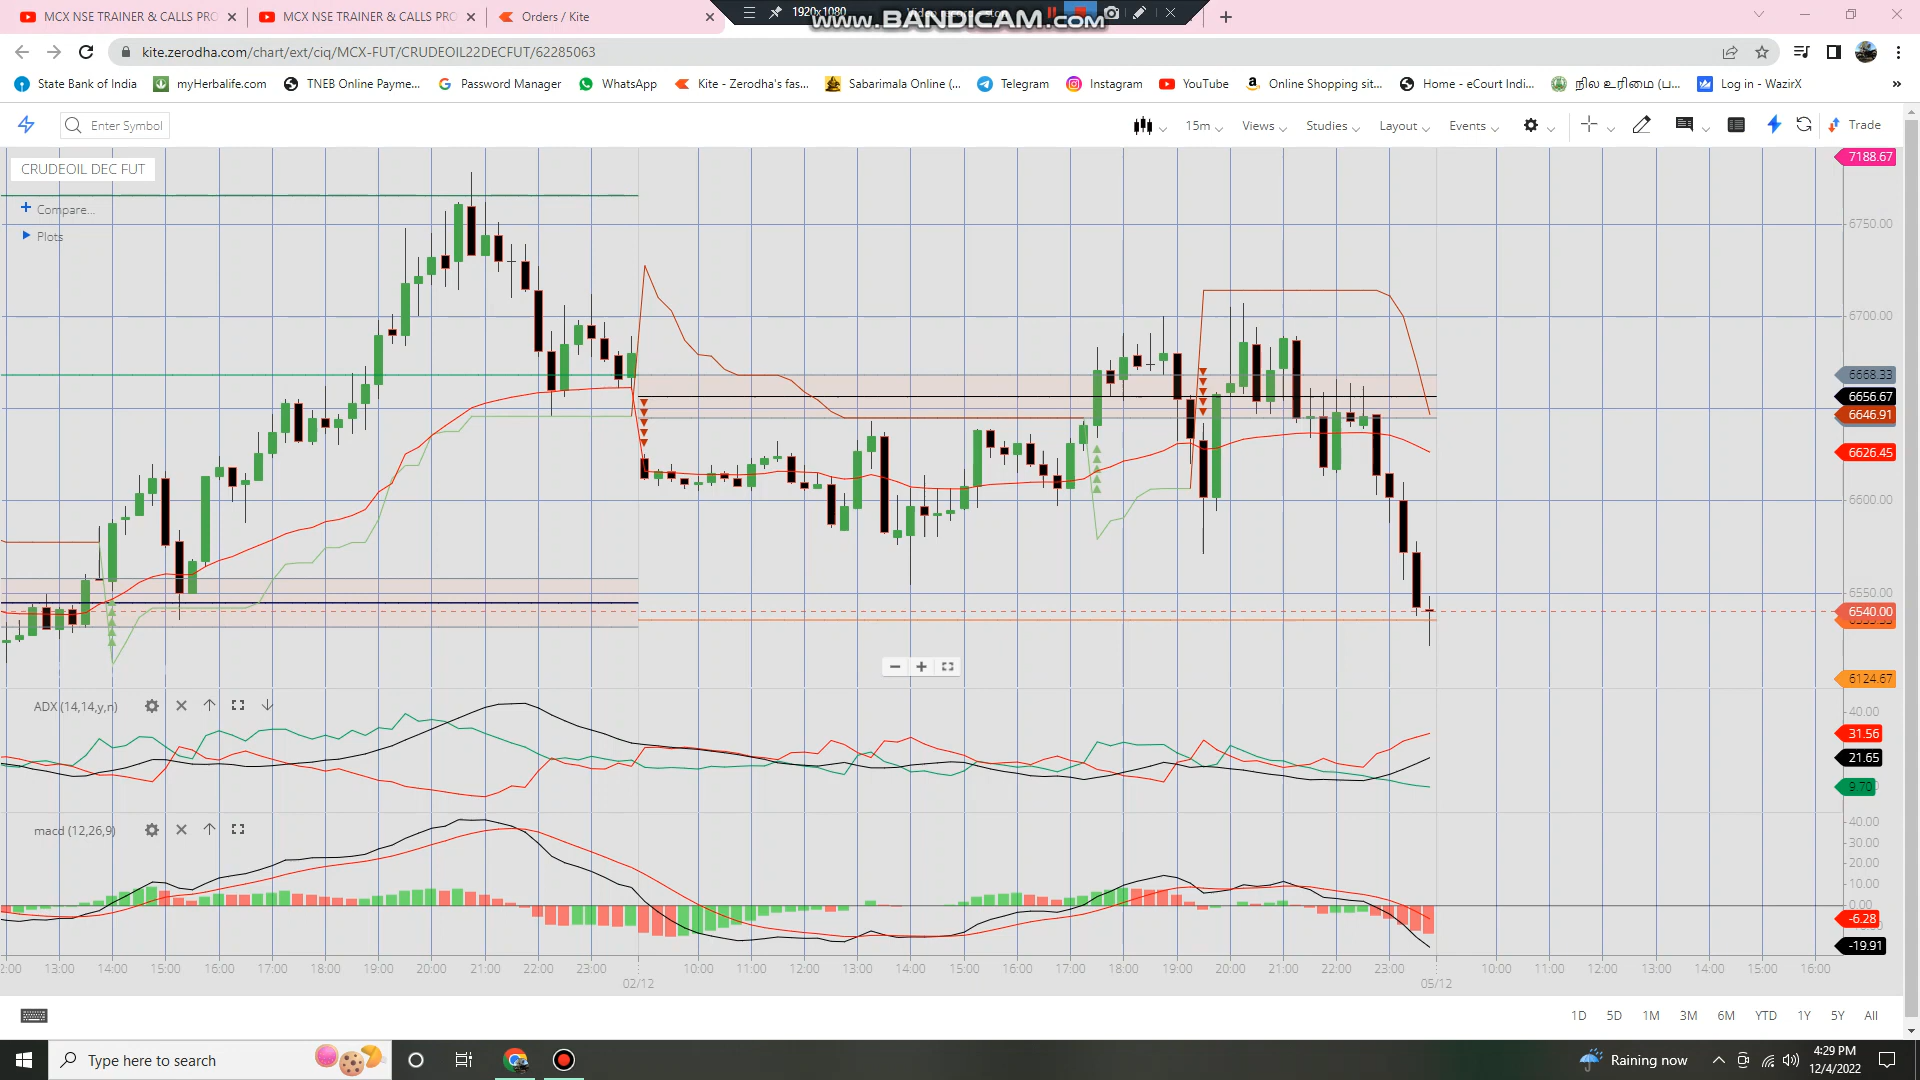 MCX NSE TRAINER & CALLS PRO
MCX NSE TRAINER & CALLS PRO
Orders / Kite
1920x1080
www.BANDICAM.com
kite.zerodha.com/chart/ext/ciq/MCX-FUT/CRUDEOIL22DECFUT/62285063
State Bank of India
myHerbalife.com
TNEB Online Payme...
Password Manager
WhatsApp
Kite - Zerodha's fas...
Sabarimala Online (...
Telegram
Instagram
YouTube
Online Shopping sit...
Home - eCourt Indi...
நில உரிமை (ப...
Log in - WazirX
»
Enter Symbol
15m
Views
Studies
Layout
Events
Trade
CRUDEOIL DEC FUT
Compare...
Plots
7188.67
6750.00
6700.00
6668.33
6656.67
6646.91
6626.45
6600.00
6550.00
6540.00
6124.67
ADX (14,14,y,n)
40.00
31.56
21.65
9.70
macd (12,26,9)
40.00
30.00
20.00
10.00
0.00
-6.28
-19.91
2:00 13:00 14:00 15:00 16:00 17:00 18:00 19:00 20:00 21:00 22:00 23:00 10:00 11:00 12:00 13:00 14:00 15:00 16:00 17:00 18:00 19:00 20:00 21:00 22:00 23:00 10:00 11:00 12:00 13:00 14:00 15:00 16:00
02/12 05/12
1D 5D 1M 3M 6M YTD 1Y 5Y All
Type here to search
Raining now
4:29 PM
12/4/2022